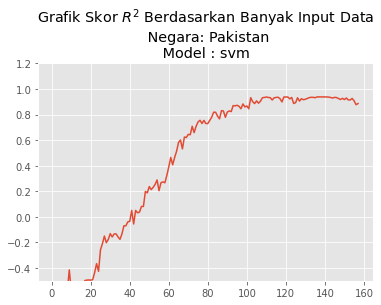 Grafik Skor R² Berdasarkan Banyak Input Data
Negara: Pakistan
Model : svm
1.2
1.0
0.8
0.6
0.4
0.2
0.0
−0.2
−0.4
0 20 40 60 80 100 120 140 160